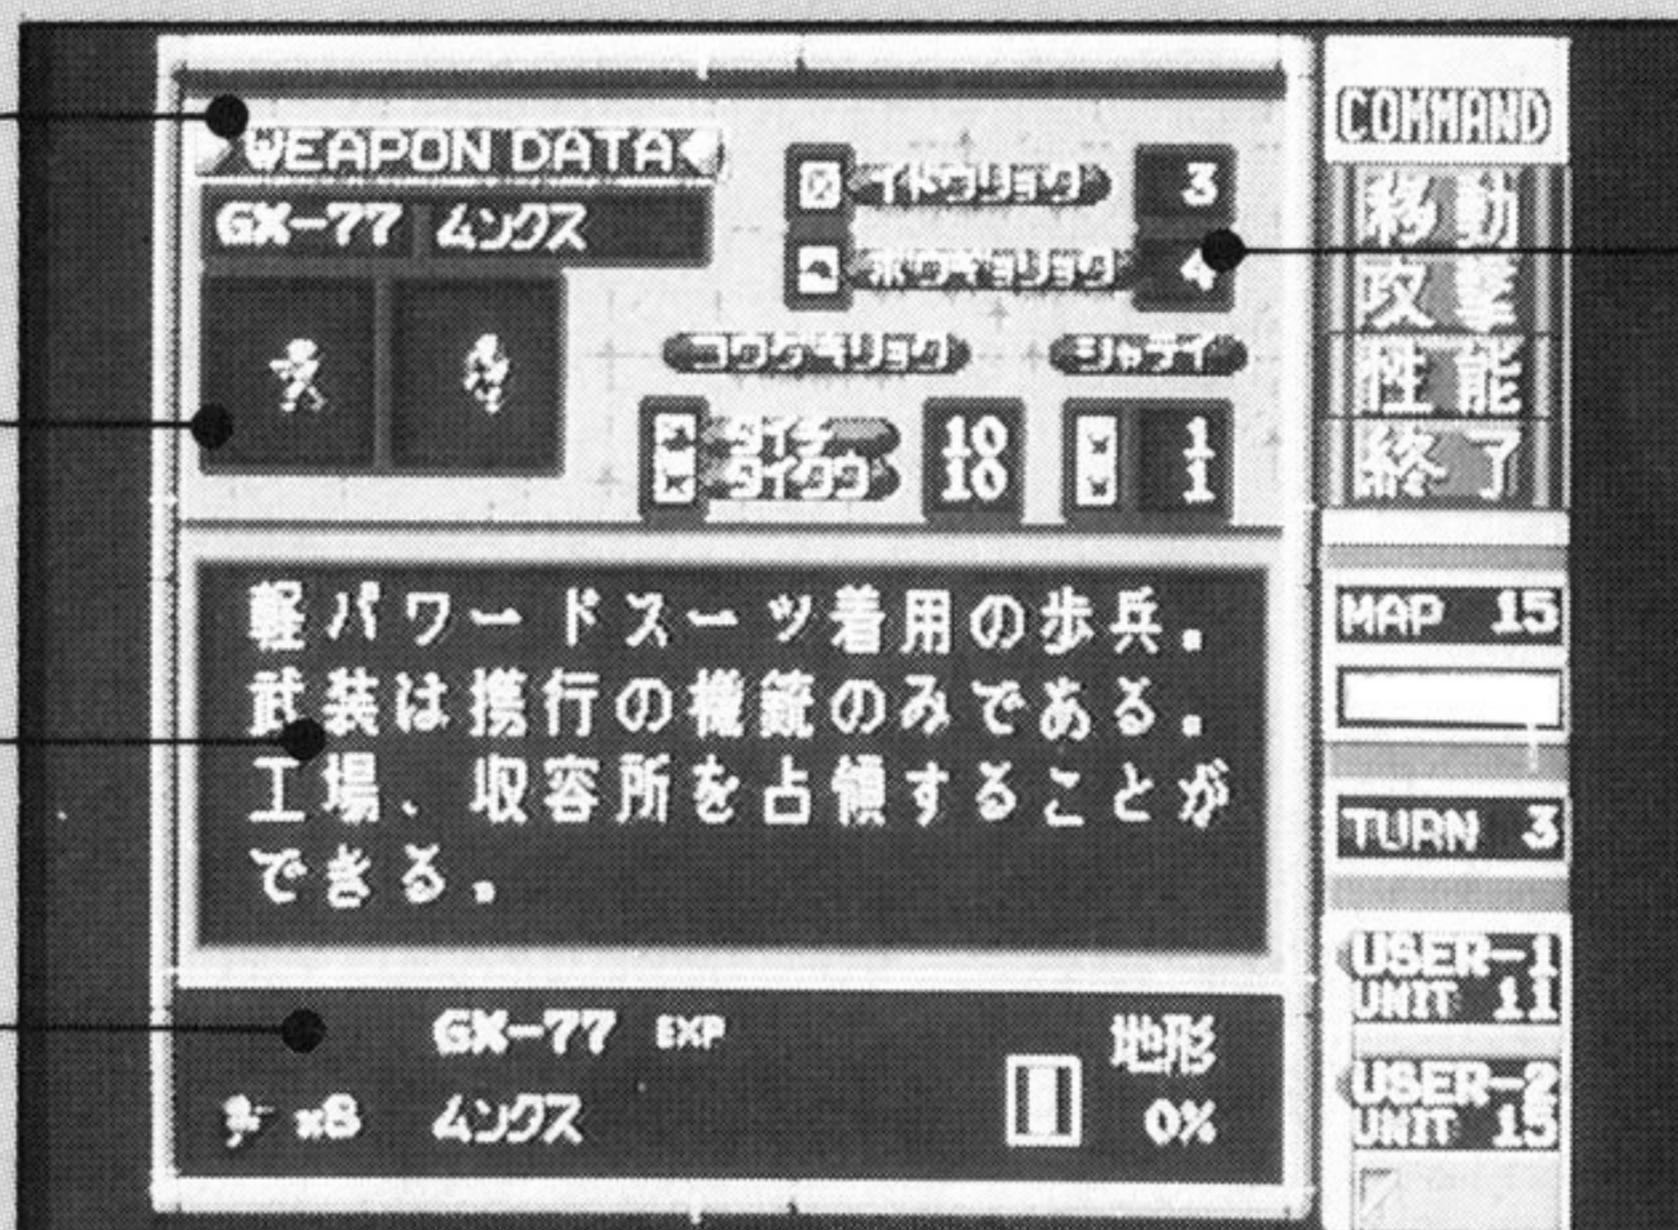 WEAPON DATA
GX-77 ムンクス
イドウリョク 3
ボウギョリョク 4
コウゲキリョク シャテイ
タイチ 10 1
タイクウ 10 1
軽パワードスーツ着用の歩兵.
武装は携行の機銃のみである.
工場、収容所を占領することが
できる.
GX-77 EXP
x8 ムンクス
地形
0%
COMMAND
移動
攻撃
性能
終了
MAP 15
TURN 3
USER-1
UNIT 11
USER-2
UNIT 15